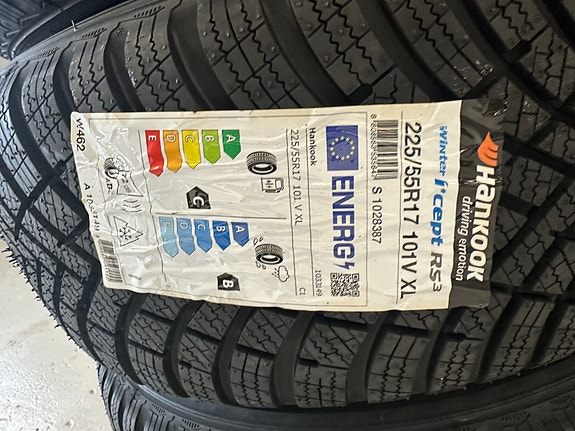 HANKOOK
driving emotion
Winter i*cept RS3
225/55R17 101V XL
S 1028387
ENERG
Hankook
1033149
225/55R17 101 V XL
C1
A
B
C
D
E
C
A
B
C
D
E
B
W462